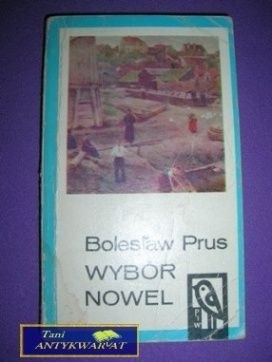 Bolesław Prus
WYBÓR
NOWEL
Tani
ANTYKWARIAT